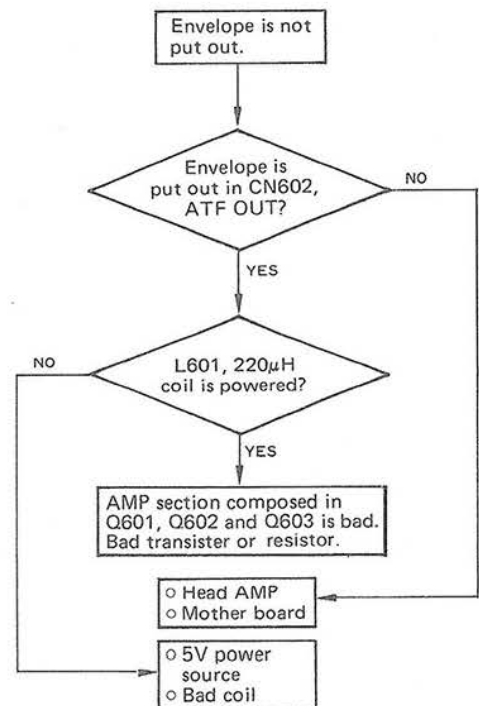 Envelope is not
put out.
Envelope is
put out in CN602,
ATF OUT?
NO
YES
L601, 220μH
coil is powered?
NO
YES
AMP section composed in
Q601, Q602 and Q603 is bad.
Bad transister or resistor.
○ Head AMP
○ Mother board
○ 5V power
source
○ Bad coil